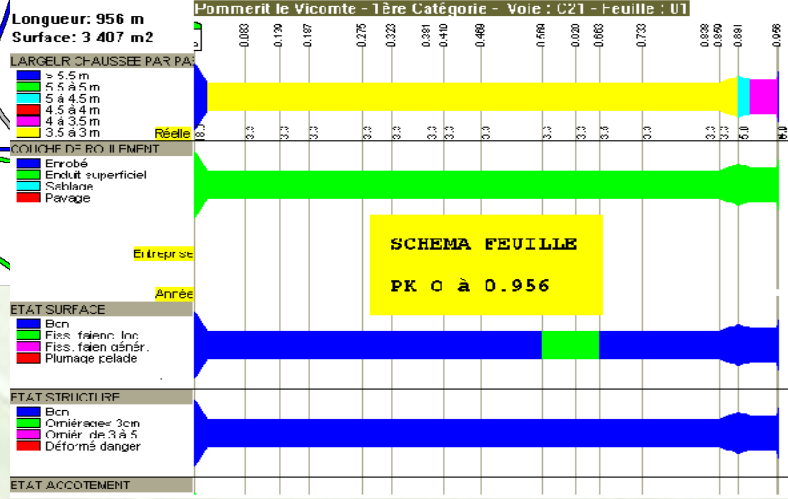 Pommerit le Vicomte - 1ère Catégorie - Voie : C21 - Feuille : 01
Longueur: 956 m
Surface: 3 407 m2
0.083
0.139
0.187
0.275
0.323
0.381
0.410
0.469
0.568
0.620
0.663
0.733
0.838
0.859
0.891
0.956
LARGEUR CHAUSSEE PAR PA
> 5.5 m
5.5 à 5 m
5 à 4.5 m
4.5 à 4 m
4 à 3.5 m
3.5 à 3 m
Réelle
COUCHE DE ROULEMENT
Enrobé
Enduit superficiel
Sablage
Pavage
Entreprise
Année
SCHEMA FEUILLE
PK 0 à 0.956
ETAT SURFACE
Bon
Fiss. faienc. loc.
Fiss. faien génér.
Plumage pelade
ETAT STRUCTURE
Bon
Orniérage< 3cm
Orniér. de 3 à 5
Déformé danger
ETAT ACCOTEMENT